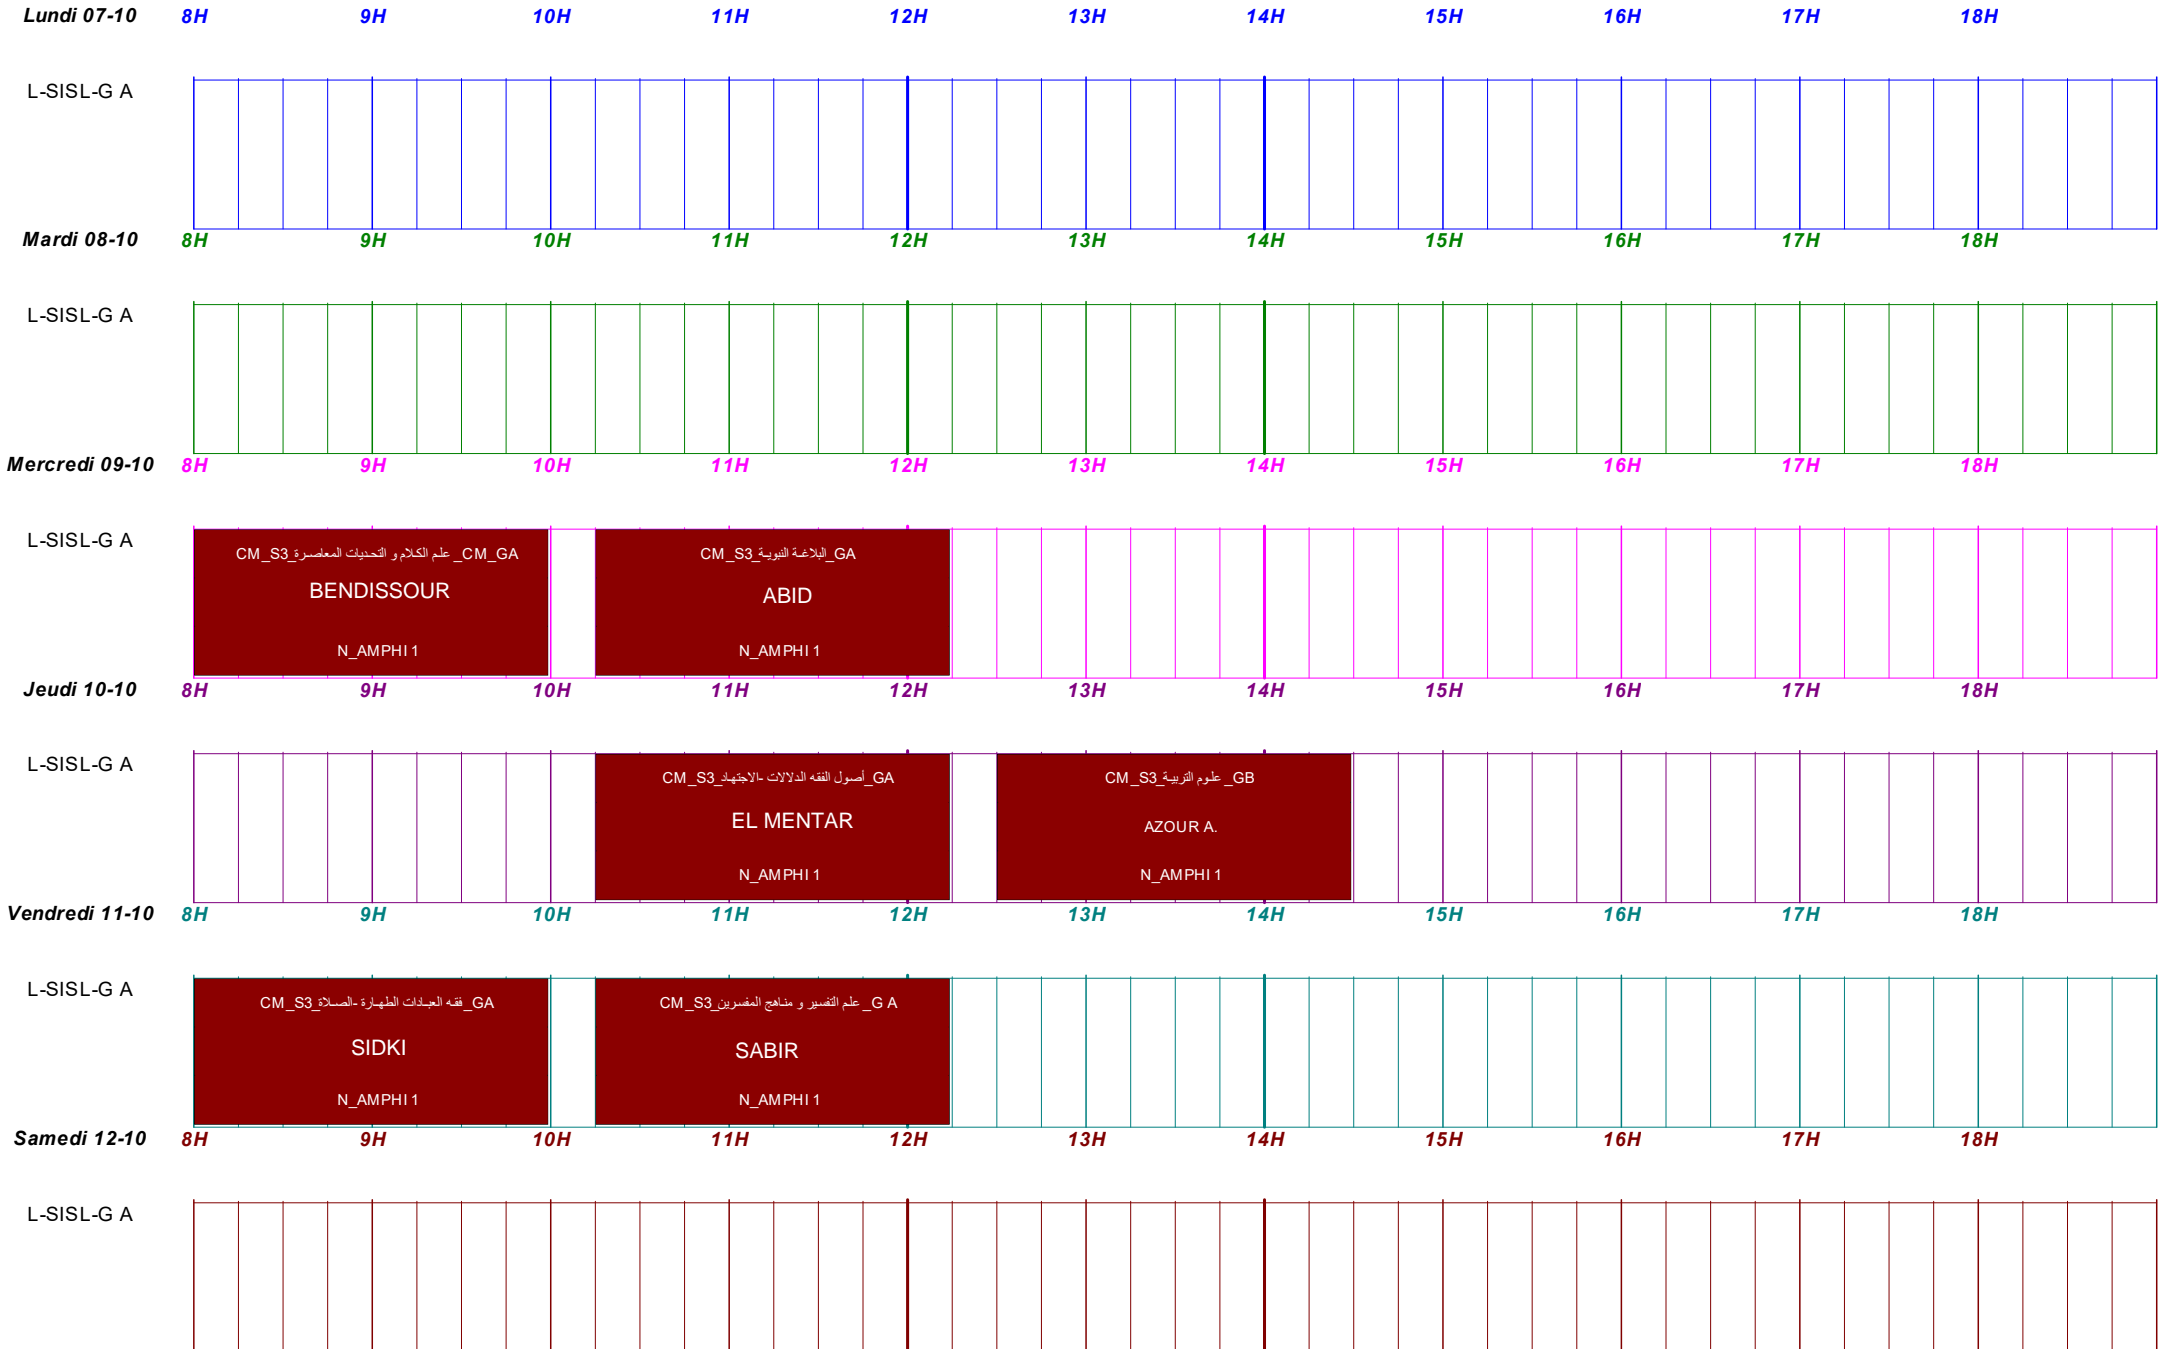 Lundi 07-10 8H 9H 10H 11H 12H 13H 14H 15H 16H 17H 18H
L-SISL-G A
Mardi 08-10 8H 9H 10H 11H 12H 13H 14H 15H 16H 17H 18H
L-SISL-G A
Mercredi 09-10 8H 9H 10H 11H 12H 13H 14H 15H 16H 17H 18H
L-SISL-G A
CM_S3_علم الكلام و التحديات المعاصرة_CM_GA
BENDISSOUR
N_AMPHI 1
CM_S3_البلاغة النبوية_GA
ABID
N_AMPHI 1
Jeudi 10-10 8H 9H 10H 11H 12H 13H 14H 15H 16H 17H 18H
L-SISL-G A
CM_S3_أصول الفقه الدلالات -الاجتهاد_GA
EL MENTAR
N_AMPHI 1
CM_S3_علوم التربية_GB
AZOUR A.
N_AMPHI 1
Vendredi 11-10 8H 9H 10H 11H 12H 13H 14H 15H 16H 17H 18H
L-SISL-G A
CM_S3_فقه العبادات الطهارة -الصلاة_GA
SIDKI
N_AMPHI 1
CM_S3_علم التفسير و مناهج المفسرين_G A
SABIR
N_AMPHI 1
Samedi 12-10 8H 9H 10H 11H 12H 13H 14H 15H 16H 17H 18H
L-SISL-G A